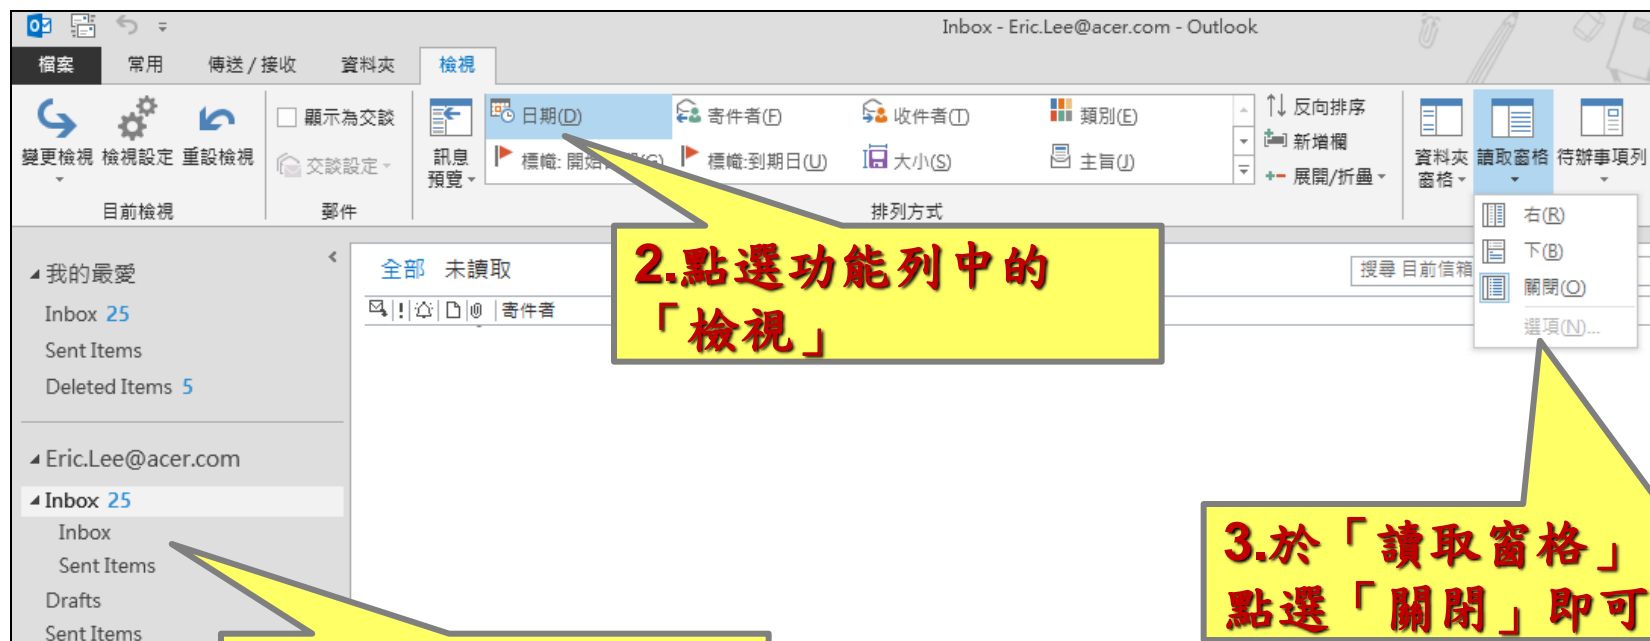 Inbox - Eric.Lee@acer.com - Outlook
檔案 常用 傳送 / 接收 資料夾 檢視
變更檢視 檢視設定 重設檢視
目前檢視
顯示為交談
交談設定
郵件
訊息
預覽
日期(D) 寄件者(F) 收件者(T) 類別(E)
標幟: 開始 標幟:到期日(U) 大小(S) 主旨(J)
排列方式
反向排序
新增欄
展開/折疊
資料夾
窗格
讀取窗格
待辦事項列
右(R)
下(B)
關閉(O)
選項(N)...
我的最愛
Inbox 25
Sent Items
Deleted Items 5
Eric.Lee@acer.com
Inbox 25
Inbox
Sent Items
Drafts
Sent Items
全部 未讀取
搜尋 目前信箱
寄件者
2.點選功能列中的
「檢視」
3.於「讀取窗格」
點選「關閉」即可